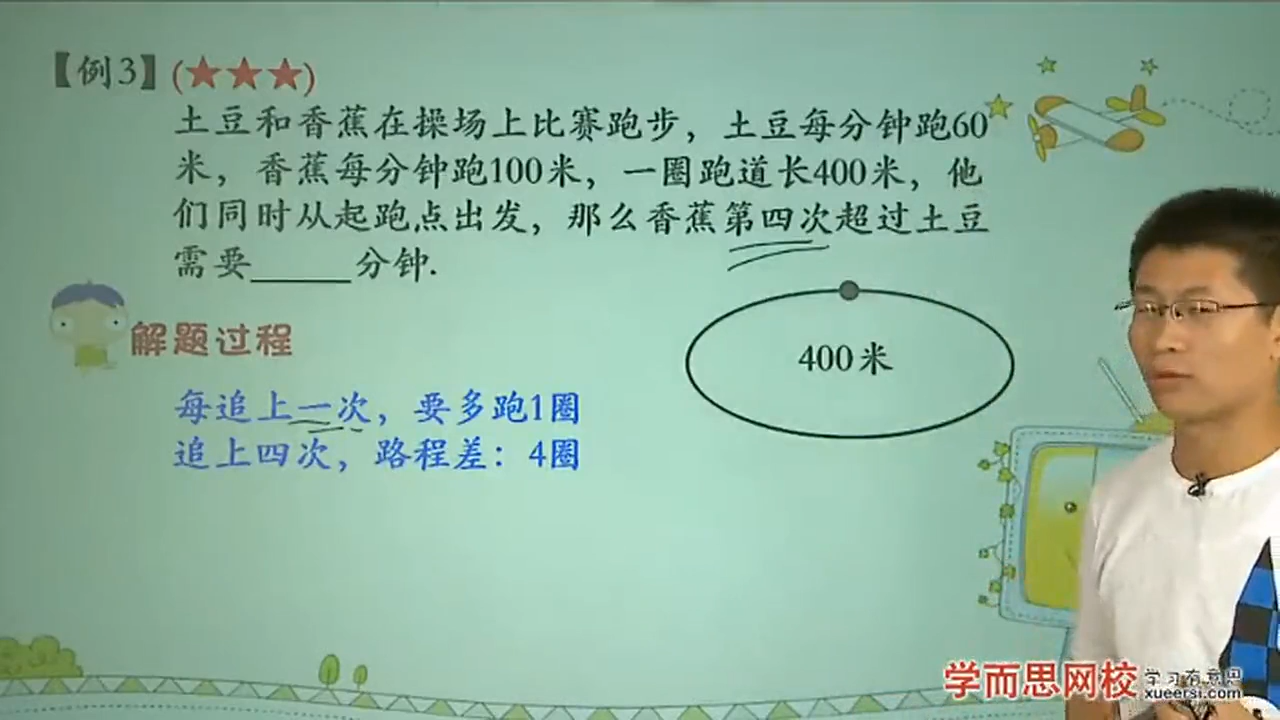 【例3】(★★★)
土豆和香蕉在操场上比赛跑步，土豆每分钟跑60
米，香蕉每分钟跑100米，一圈跑道长400米，他
们同时从起跑点出发，那么香蕉第四次超过土豆
需要_____分钟.
400米
解题过程
每追上一次，要多跑1圈
追上四次，路程差：4圈
学而思网校
学习有意思
xueersi.com